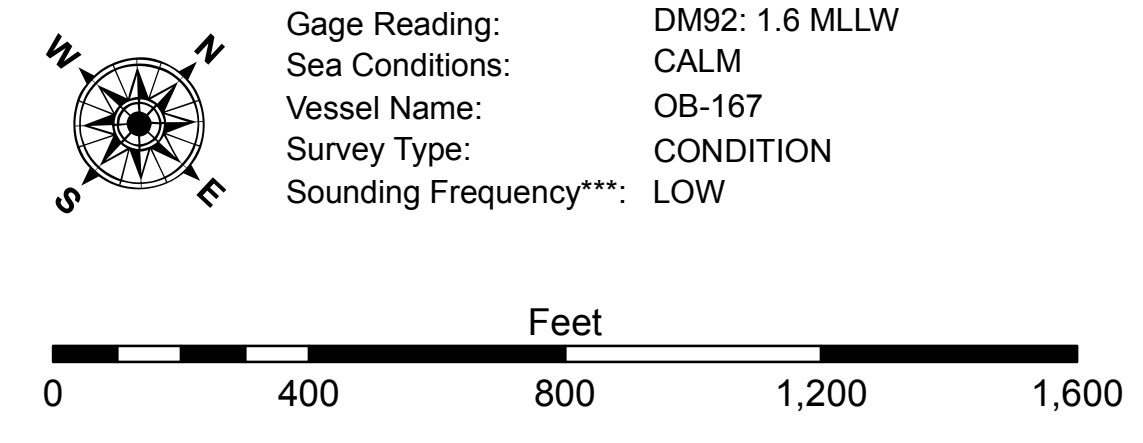 W N
S E
Gage Reading: DM92: 1.6 MLLW
Sea Conditions: CALM
Vessel Name: OB-167
Survey Type: CONDITION
Sounding Frequency***: LOW
Feet
0 400 800 1,200 1,600